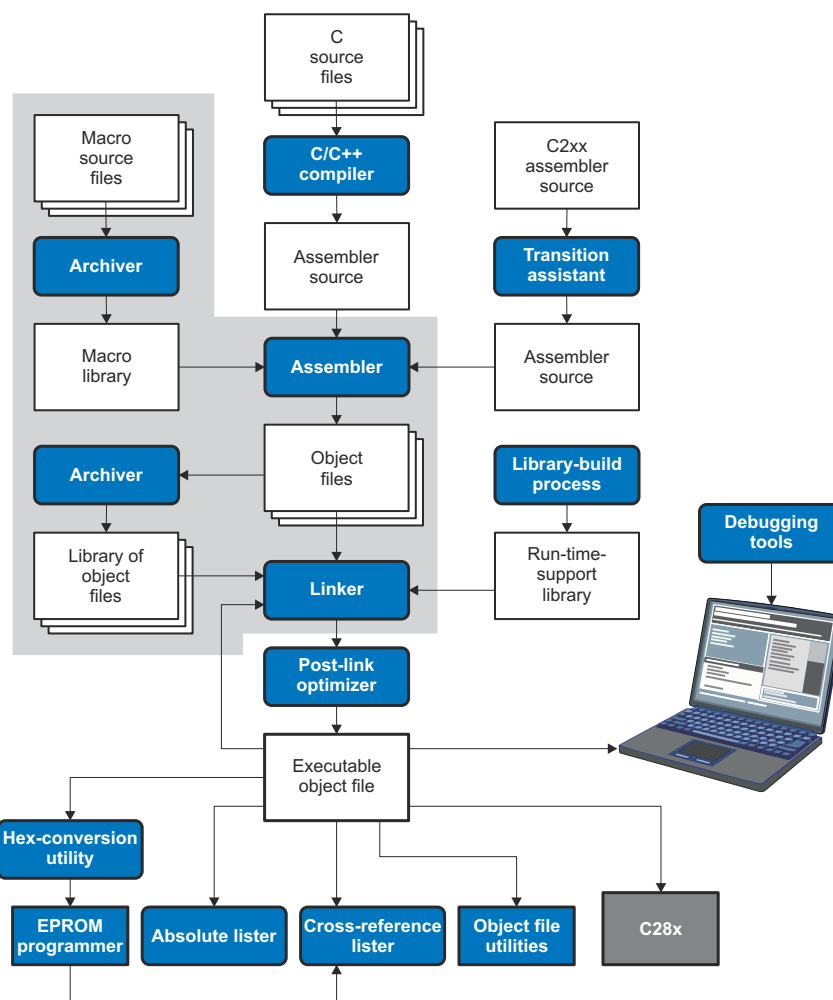 C
source
files
Macro
source
files
C/C++
compiler
C2xx
assembler
source
Archiver
Assembler
source
Transition
assistant
Macro
library
Assembler
Assembler
source
Archiver
Object
files
Library-build
process
Debugging
tools
Library of
object
files
Linker
Run-time-
support
library
Post-link
optimizer
Executable
object file
Hex-conversion
utility
EPROM
programmer
Absolute lister
Cross-reference
lister
Object file
utilities
C28x